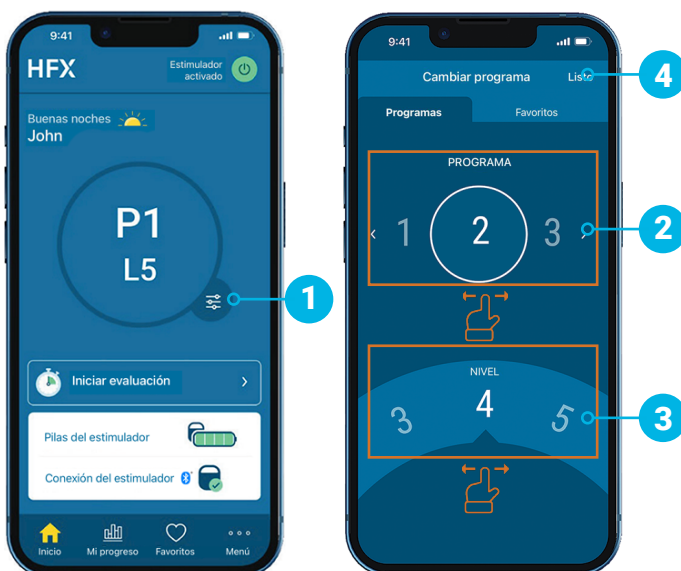 9:41
HFX
Estimulador
activado
Buenas noches
John
P1
L5
1
Iniciar evaluación
Pilas del estimulador
Conexión del estimulador
Inicio
Mi progreso
Favoritos
Menú
9:41
Cambiar programa
Listo
4
Programas
Favoritos
PROGRAMA
1 2 3
2
NIVEL
3 4 5
3